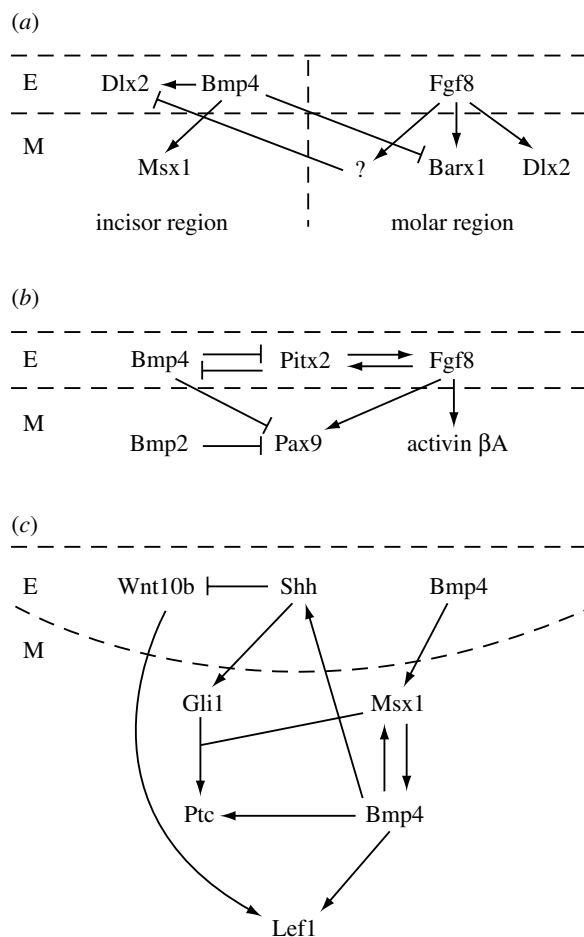 (a)
E Dlx2 Bmp4 Fgf8
M
Msx1 ? Barx1 Dlx2
incisor region molar region
(b)
E Bmp4 Pitx2 Fgf8
M
Bmp2 Pax9 activin βA
(c)
E Wnt10b Shh Bmp4
M
Gli1 Msx1
Ptc Bmp4
Lef1